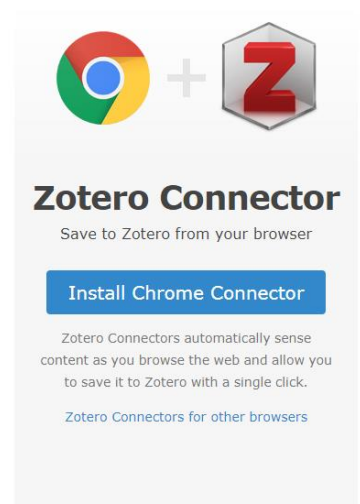 Z
Zotero Connector
Save to Zotero from your browser
Install Chrome Connector
Zotero Connectors automatically sense
content as you browse the web and allow you
to save it to Zotero with a single click.
Zotero Connectors for other browsers